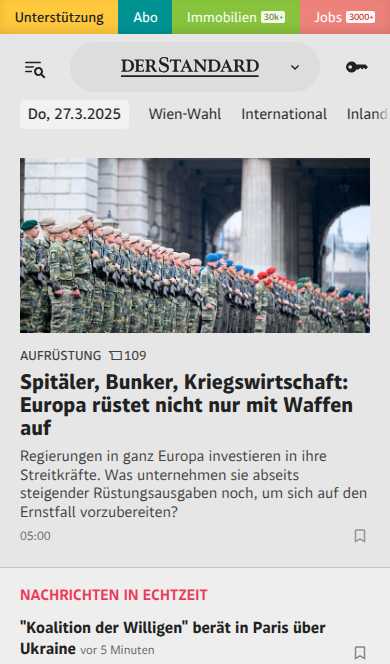 Unterstützung Abo Immobilien 30k+ Jobs 3000+
DERSTANDARD
Do, 27.3.2025 Wien-Wahl International Inland
AUFRÜSTUNG 109
Spitäler, Bunker, Kriegswirtschaft:
Europa rüstet nicht nur mit Waffen
auf
Regierungen in ganz Europa investieren in ihre
Streitkräfte. Was unternehmen sie abseits
steigender Rüstungsausgaben noch, um sich auf den
Ernstfall vorzubereiten?
05:00
NACHRICHTEN IN ECHTZEIT
"Koalition der Willigen" berät in Paris über
Ukraine vor 5 Minuten